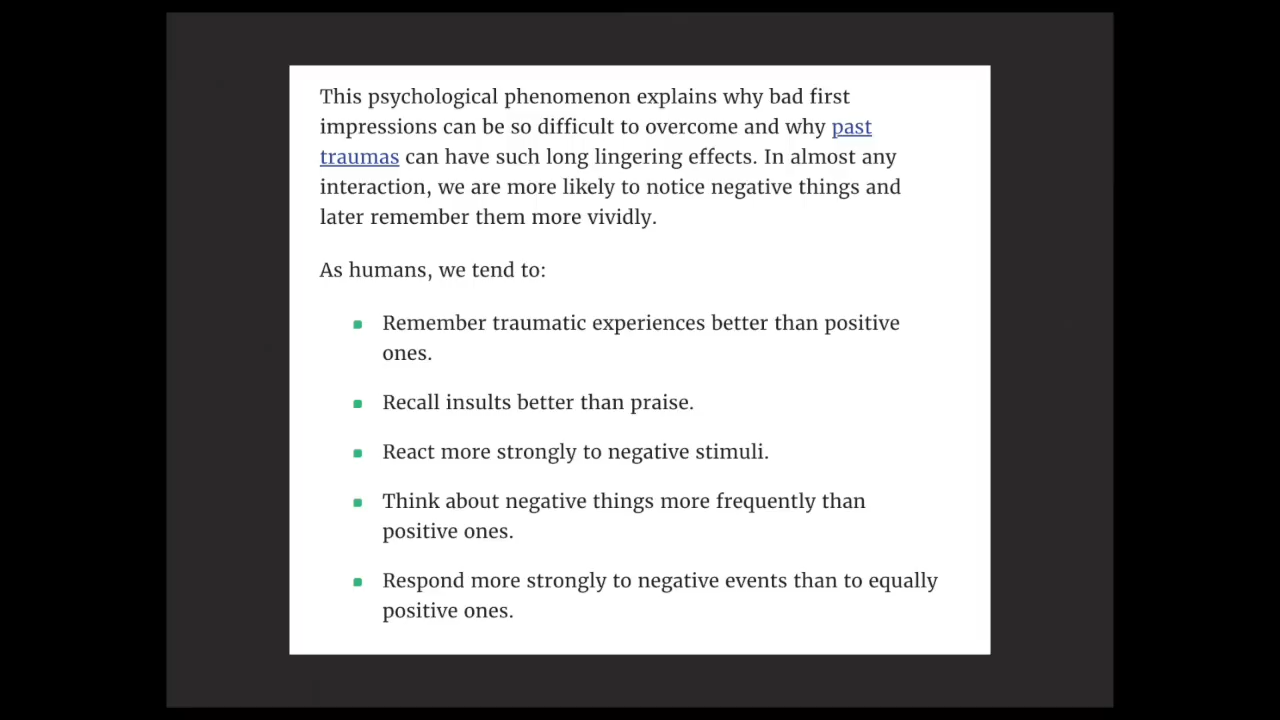 This psychological phenomenon explains why bad first
impressions can be so difficult to overcome and why past
traumas can have such long lingering effects. In almost any
interaction, we are more likely to notice negative things and
later remember them more vividly.
As humans, we tend to:
Remember traumatic experiences better than positive
ones.
Recall insults better than praise.
React more strongly to negative stimuli.
Think about negative things more frequently than
positive ones.
Respond more strongly to negative events than to equally
positive ones.